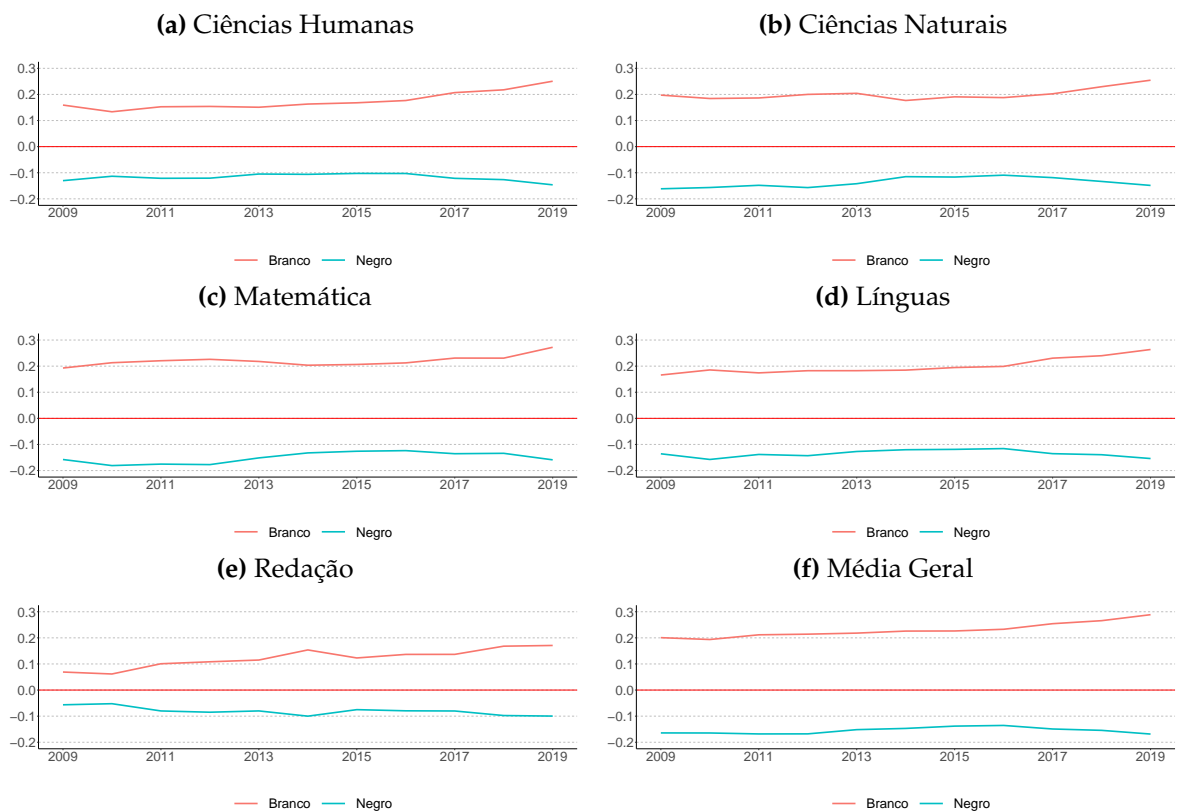 (a) Ciências Humanas
0.3
0.2
0.1
0.0
−0.1
−0.2
2009 2011 2013 2015 2017 2019
Branco Negro
(b) Ciências Naturais
0.3
0.2
0.1
0.0
−0.1
−0.2
2009 2011 2013 2015 2017 2019
Branco Negro
(c) Matemática
0.3
0.2
0.1
0.0
−0.1
−0.2
2009 2011 2013 2015 2017 2019
Branco Negro
(d) Línguas
0.3
0.2
0.1
0.0
−0.1
−0.2
2009 2011 2013 2015 2017 2019
Branco Negro
(e) Redação
0.3
0.2
0.1
0.0
−0.1
−0.2
2009 2011 2013 2015 2017 2019
Branco Negro
(f) Média Geral
0.3
0.2
0.1
0.0
−0.1
−0.2
2009 2011 2013 2015 2017 2019
Branco Negro